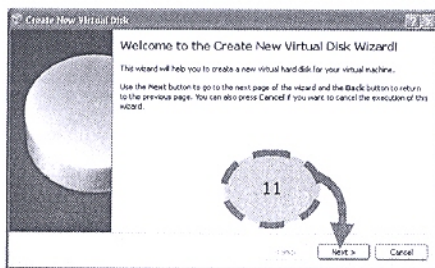 Create New Virtual Disk
Welcome to the Create New Virtual Disk Wizard!
This wizard will help you to create a new virtual hard disk for your virtual machine.
Use the Next button to go to the next page of the wizard and the Back button to return
to the previous page. You can also press Cancel if you want to cancel the execution of this
wizard.
11
Next >
Cancel